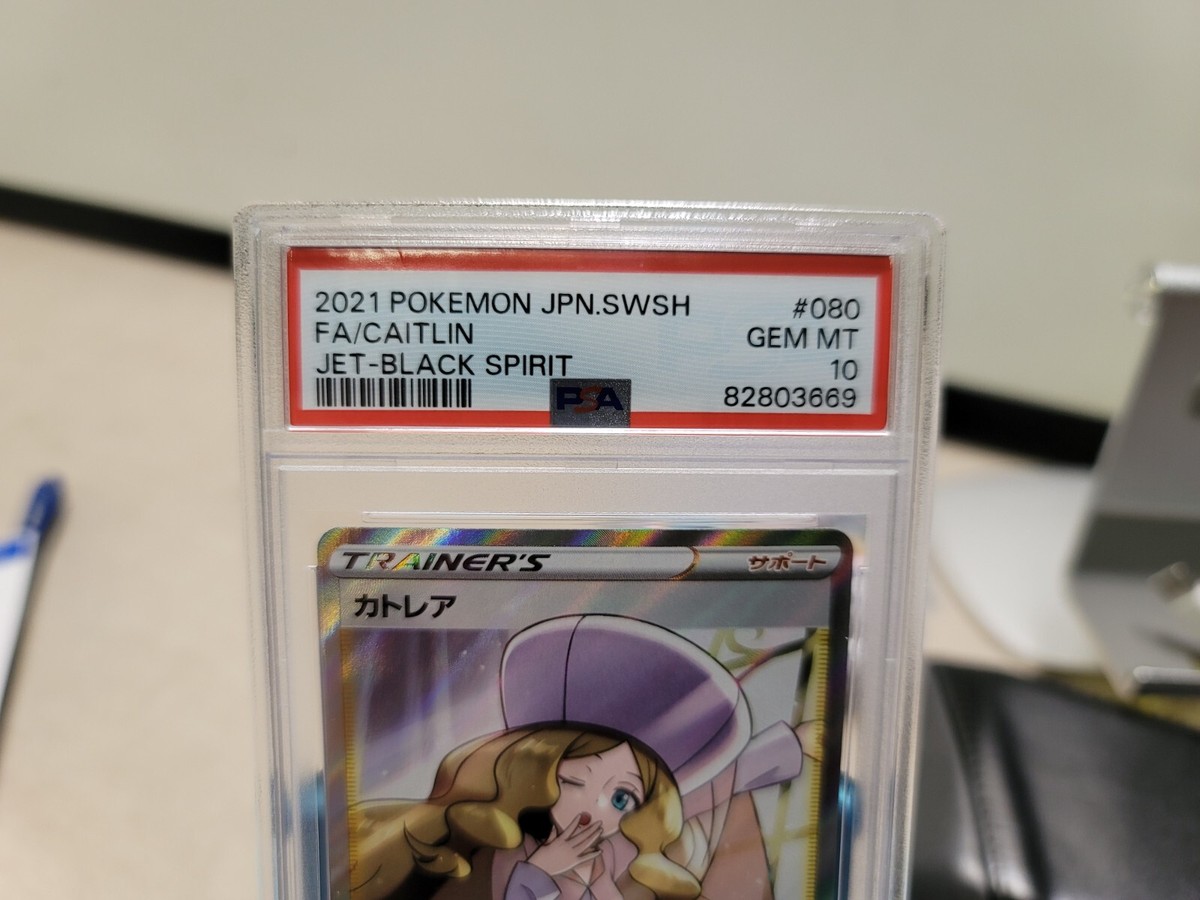 2021 POKEMON JPN.SWSH #080
FA/CAITLIN GEM MT
JET-BLACK SPIRIT 10
PSA 82803669
TRAINER'S サポート
カトレア